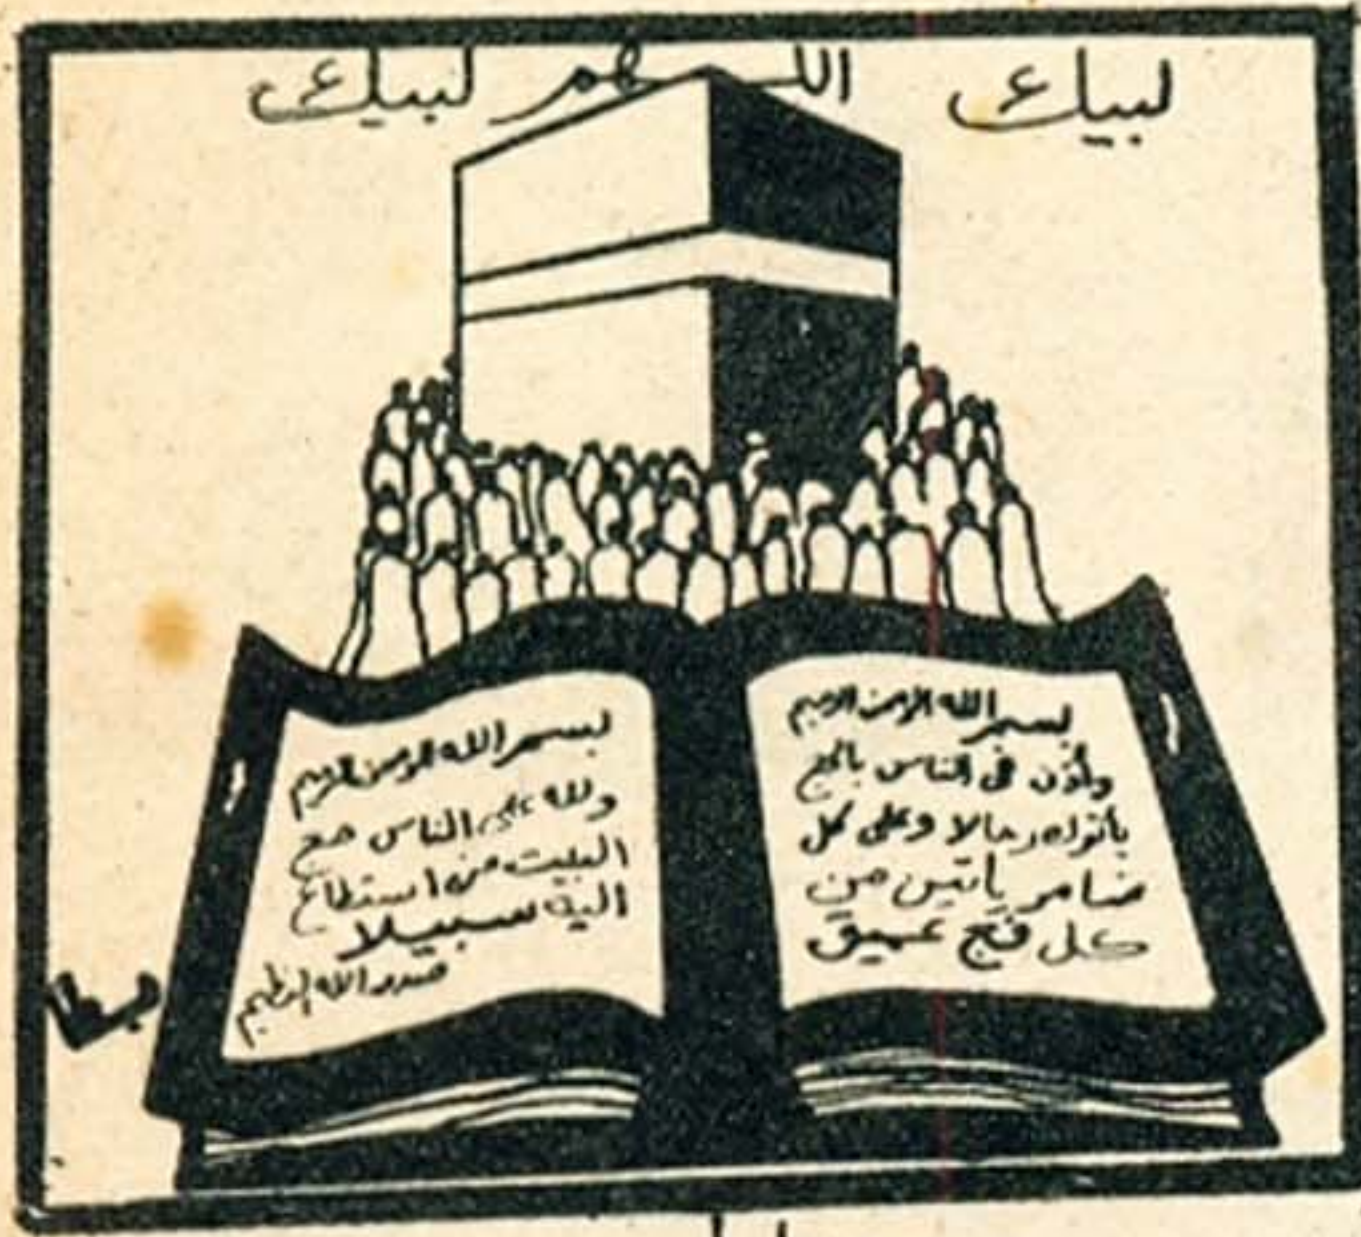 لبيك اللهم لبيك
بسم الله الرحمن الرحيم
وأذن في الناس بالحج
يأتوك رجالا وعلى كل
ضامر يأتين من
كل فج عميق
بسم الله الرحمن الرحيم
ولله على الناس حج
البيت من استطاع
اليه سبيلا
صدق الله العظيم